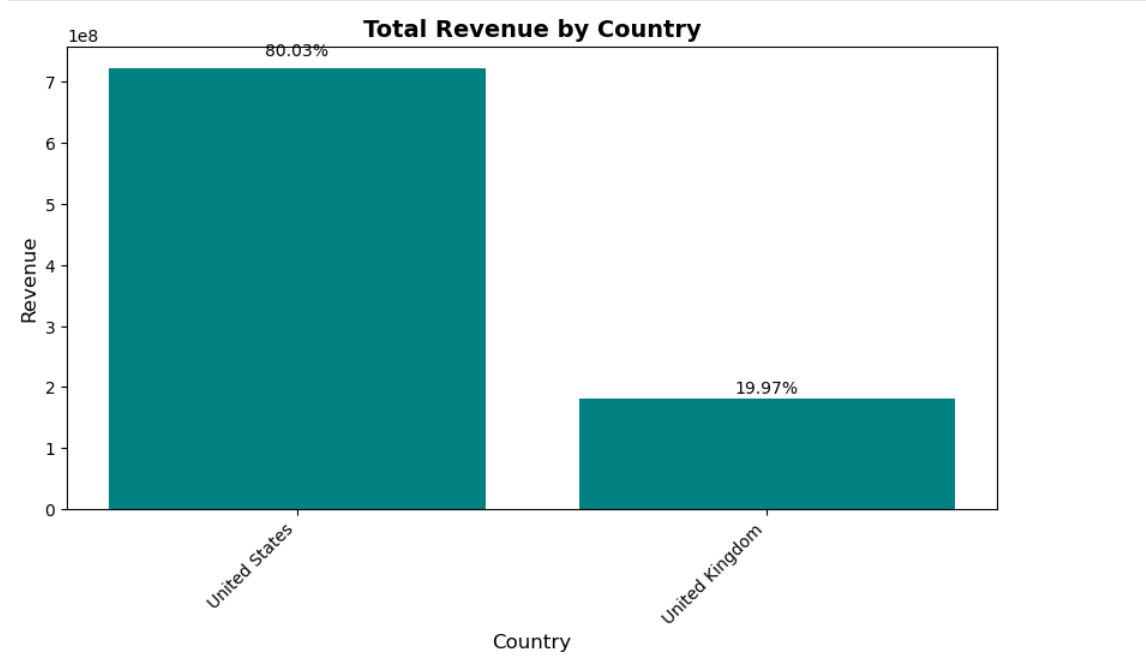 Total Revenue by Country
1e8
80.03%
7
6
5
4
3
2
19.97%
1
0
Revenue
United States
United Kingdom
Country